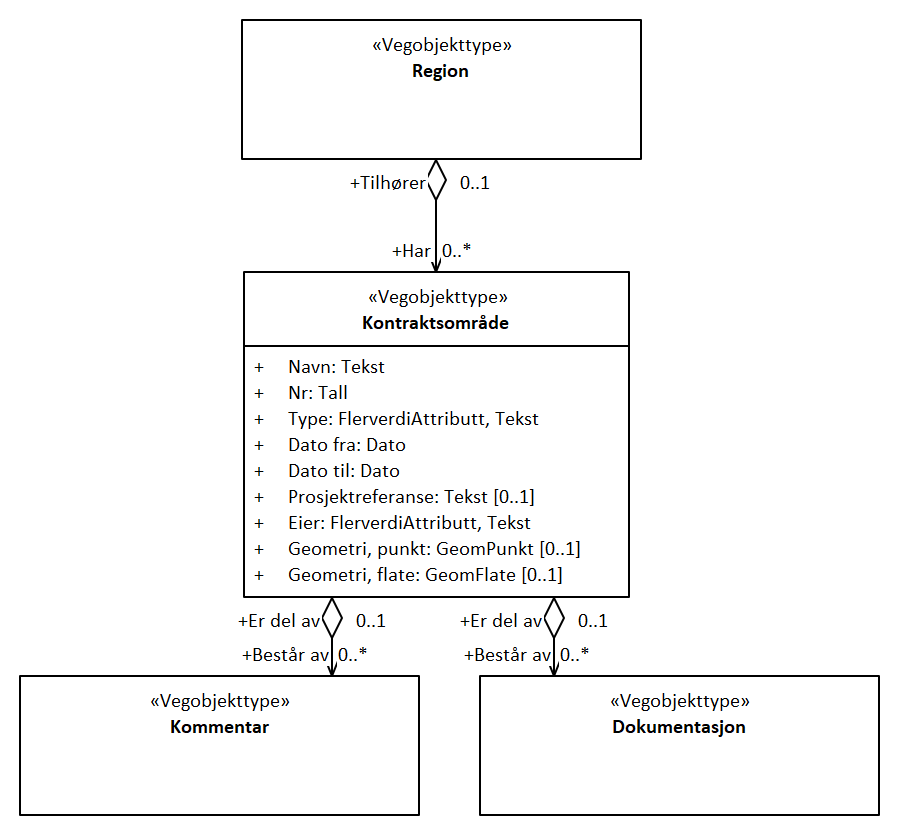 «Vegobjekttype»
Region
+Tilhører 0..1
+Har 0..*
«Vegobjekttype»
Kontraktsområde
+ Navn: Tekst
+ Nr: Tall
+ Type: FlerverdiAttributt, Tekst
+ Dato fra: Dato
+ Dato til: Dato
+ Prosjektreferanse: Tekst [0..1]
+ Eier: FlerverdiAttributt, Tekst
+ Geometri, punkt: GeomPunkt [0..1]
+ Geometri, flate: GeomFlate [0..1]
+Er del av 0..1
+Består av 0..*
+Er del av 0..1
+Består av 0..*
«Vegobjekttype»
Kommentar
«Vegobjekttype»
Dokumentasjon